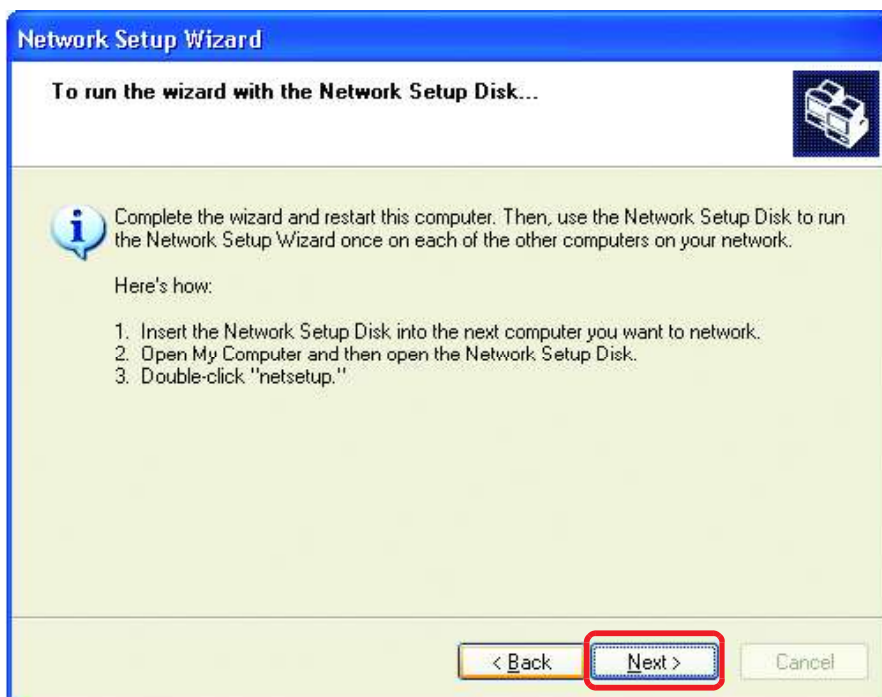 Network Setup Wizard
To run the wizard with the Network Setup Disk...
Complete the wizard and restart this computer. Then, use the Network Setup Disk to run
the Network Setup Wizard once on each of the other computers on your network.
Here's how:
1. Insert the Network Setup Disk into the next computer you want to network.
2. Open My Computer and then open the Network Setup Disk.
3. Double-click "netsetup."
< Back
Next >
Cancel